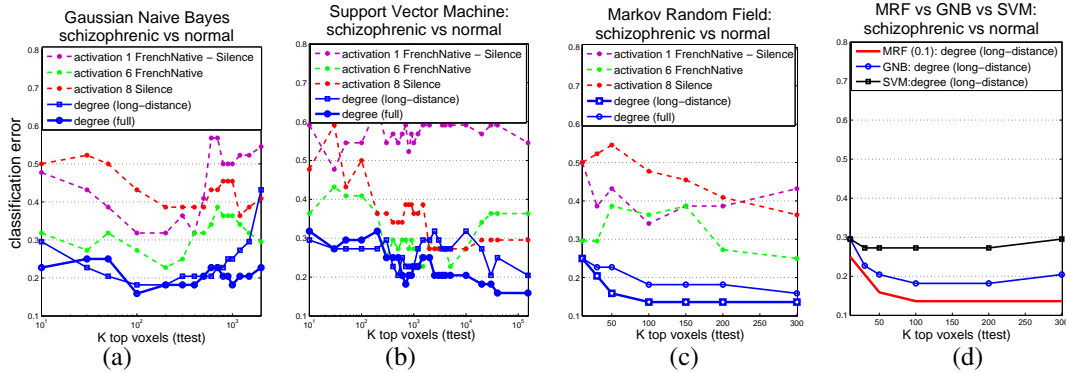 Gaussian Naive Bayes
schizophrenic vs normal
activation 1 FrenchNative − Silence
activation 6 FrenchNative
activation 8 Silence
degree (long−distance)
degree (full)
classification error
0.8
0.7
0.6
0.5
0.4
0.3
0.2
0.1
10^1
10^2
10^3
K top voxels (ttest)
(a)
Support Vector Machine:
schizophrenic vs normal
activation 1 FrenchNative − Silence
activation 6 FrenchNative
activation 8 Silence
degree (long−distance)
degree (full)
0.8
0.7
0.6
0.5
0.4
0.3
0.2
0.1
10^1
10^2
10^3
10^4
10^5
K top voxels (ttest)
(b)
Markov Random Field:
schizophrenic vs normal
activation 1 FrenchNative − Silence
activation 6 FrenchNative
activation 8 Silence
degree (long−distance)
degree (full)
0.8
0.7
0.6
0.5
0.4
0.3
0.2
0.1
50
100
150
200
250
300
K top voxels (ttest)
(c)
MRF vs GNB vs SVM:
schizophrenic vs normal
MRF (0.1): degree (long−distance)
GNB: degree (long−distance)
SVM:degree (long−distance)
0.8
0.7
0.6
0.5
0.4
0.3
0.2
0.1
50
100
150
200
250
300
K top voxels (ttest)
(d)